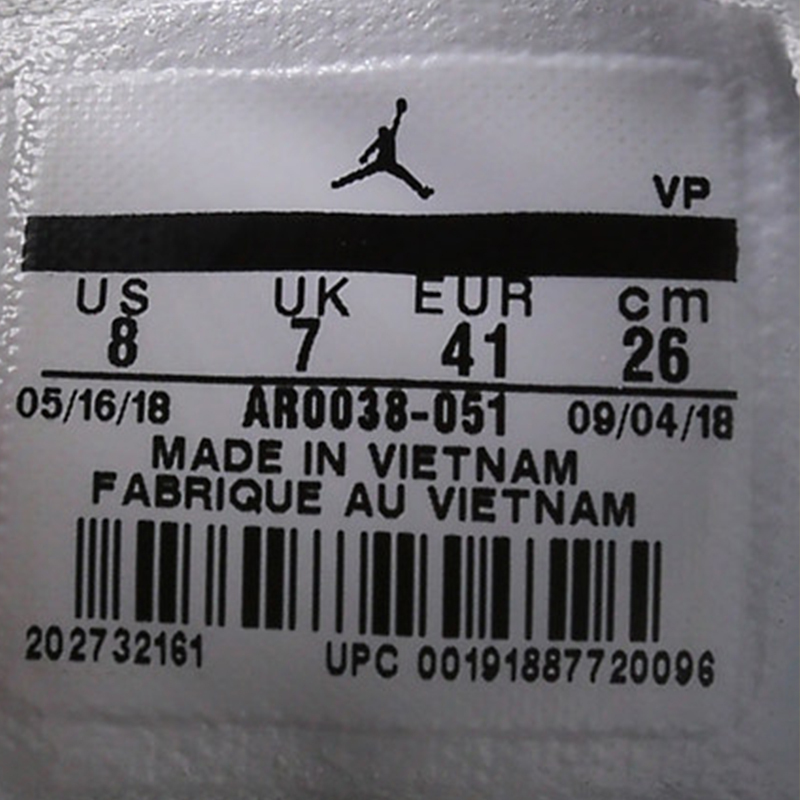 VP
US UK EUR cm
8 7 41 26
05/16/18 AR0038-051 09/04/18
MADE IN VIETNAM
FABRIQUE AU VIETNAM
202732161 UPC 00191887720096